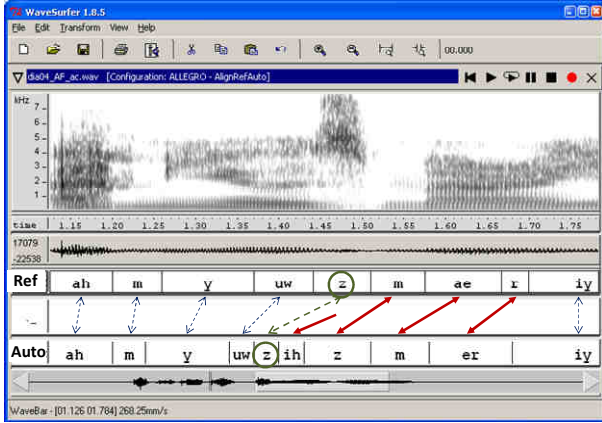 WaveSurfer 1.8.5
File Edit Transform View Help
00.000
dia04_AF_ac.wav [Configuration: ALLEGRO - AlignRefAuto]
kHz 7
6
5
4
3
2
1
time 1.15 1.20 1.25 1.30 1.35 1.40 1.45 1.50 1.55 1.60 1.65 1.70 1.75
17079
-22538
Ref ah m y uw z m ae r iy
Auto ah m y uw z ih z m er iy
WaveBar - [01.126 01.784] 268.25mm/s